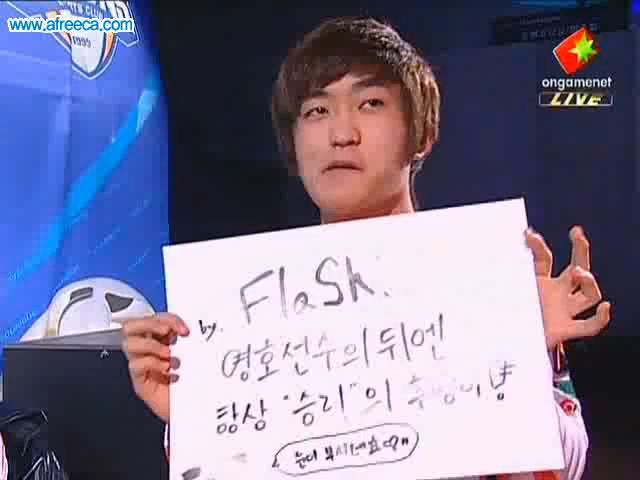 www.afreeca.com
ongamenet
LIVE
by. FlaSh.
영호선수의 뒤엔
항상 "승리"의
눈이 부시네요♡"